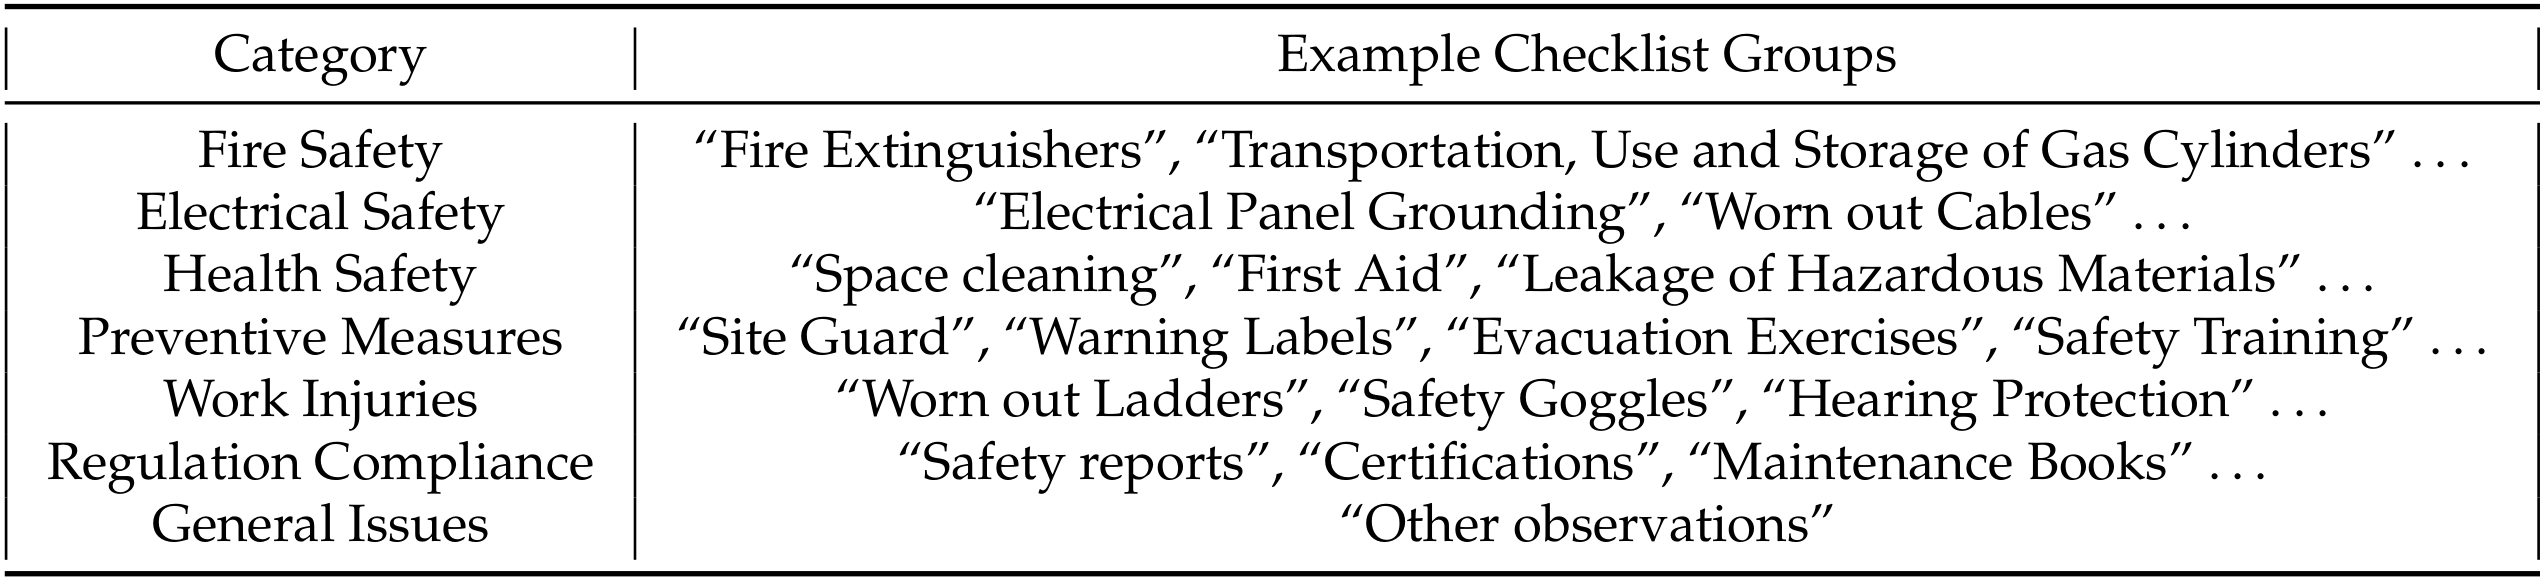 Category Example Checklist Groups
Fire Safety “Fire Extinguishers”, “Transportation, Use and Storage of Gas Cylinders” . . .
Electrical Safety “Electrical Panel Grounding”, “Worn out Cables” . . .
Health Safety “Space cleaning”, “First Aid”, “Leakage of Hazardous Materials” . . .
Preventive Measures “Site Guard”, “Warning Labels”, “Evacuation Exercises”, “Safety Training” . . .
Work Injuries “Worn out Ladders”, “Safety Goggles”, “Hearing Protection” . . .
Regulation Compliance “Safety reports”, “Certifications”, “Maintenance Books” . . .
General Issues “Other observations”